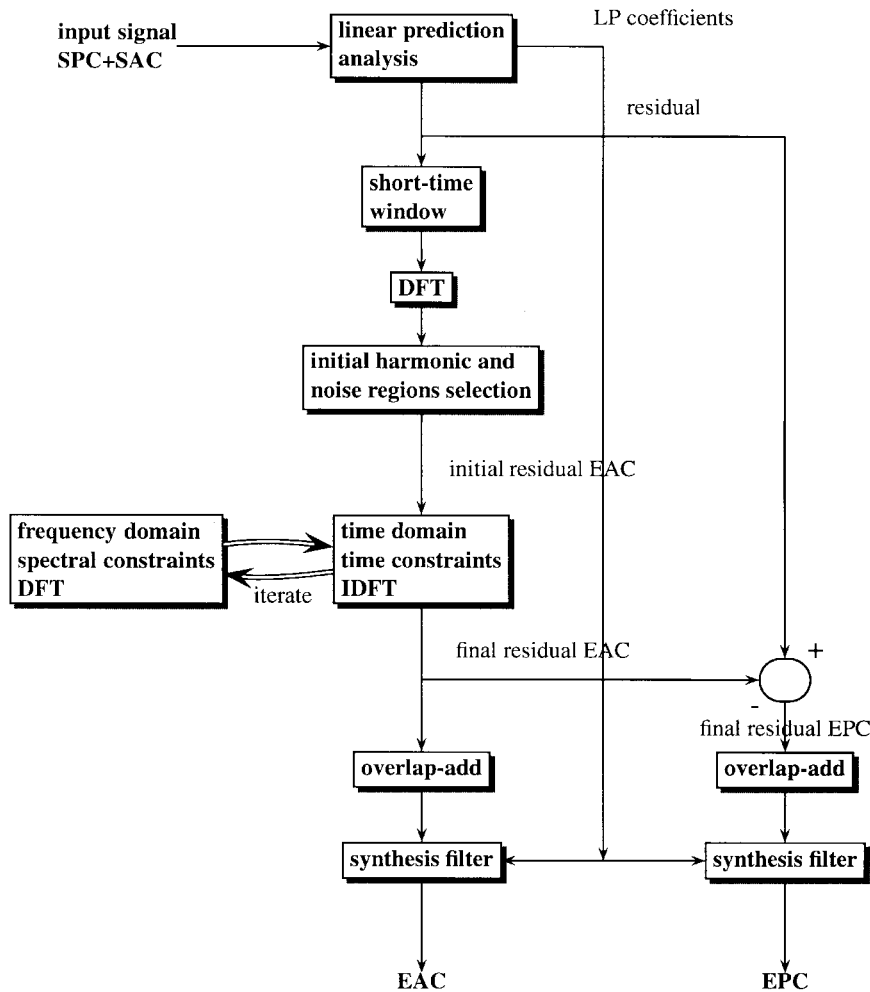 LP coefficients
input signal
SPC+SAC
linear prediction
analysis
residual
short-time
window
DFT
initial harmonic and
noise regions selection
initial residual EAC
frequency domain
spectral constraints
DFT
time domain
time constraints
IDFT
iterate
final residual EAC
+
-
final residual EPC
overlap-add
overlap-add
synthesis filter
synthesis filter
EAC
EPC